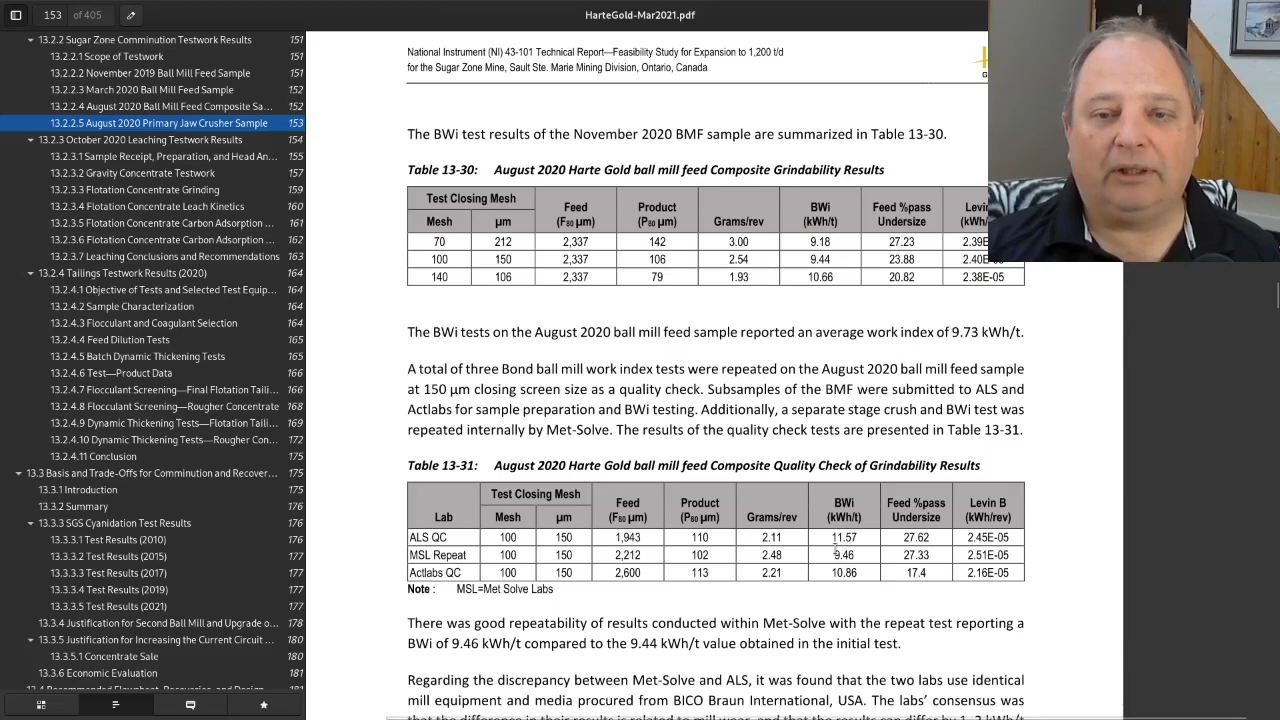 153 of 405
HarteGold-Mar2021.pdf
13.2.2 Sugar Zone Comminution Testwork Results 151
13.2.2.1 Scope of Testwork 151
13.2.2.2 November 2019 Ball Mill Feed Sample 151
13.2.2.3 March 2020 Ball Mill Feed Sample 152
13.2.2.4 August 2020 Ball Mill Feed Composite Sa... 152
13.2.2.5 August 2020 Primary Jaw Crusher Sample 153
13.2.3 October 2020 Leaching Testwork Results 154
13.2.3.1 Sample Receipt, Preparation, and Head An... 155
13.2.3.2 Gravity Concentrate Testwork 157
13.2.3.3 Flotation Concentrate Grinding 159
13.2.3.4 Flotation Concentrate Leach Kinetics 160
13.2.3.5 Flotation Concentrate Carbon Adsorption ... 161
13.2.3.6 Flotation Concentrate Carbon Adsorption ... 162
13.2.3.7 Leaching Conclusions and Recommendations 163
13.2.4 Tailings Testwork Results (2020) 164
13.2.4.1 Objective of Tests and Selected Test Equip... 164
13.2.4.2 Sample Characterization 164
13.2.4.3 Flocculant and Coagulant Selection 164
13.2.4.4 Feed Dilution Tests 165
13.2.4.5 Batch Dynamic Thickening Tests 165
13.2.4.6 Test—Product Data 166
13.2.4.7 Flocculant Screening—Final Flotation Taili... 166
13.2.4.8 Flocculant Screening—Rougher Concentrate 168
13.2.4.9 Dynamic Thickening Tests—Flotation Taili... 169
13.2.4.10 Dynamic Thickening Tests—Rougher Con... 172
13.2.4.11 Conclusion 175
13.3 Basis and Trade-Offs for Comminution and Recover... 175
13.3.1 Introduction 175
13.3.2 Summary 176
13.3.3 SGS Cyanidation Test Results 176
13.3.3.1 Test Results (2010) 176
13.3.3.2 Test Results (2015) 177
13.3.3.3 Test Results (2017) 177
13.3.3.4 Test Results (2019) 177
13.3.3.5 Test Results (2021) 177
13.3.4 Justification for Second Ball Mill and Upgrade o... 178
13.3.5 Justification for Increasing the Current Circuit ... 180
13.3.5.1 Concentrate Sale 180
13.3.6 Economic Evaluation 181
National Instrument (NI) 43-101 Technical Report—Feasibility Study for Expansion to 1,200 t/d
for the Sugar Zone Mine, Sault Ste. Marie Mining Division, Ontario, Canada
The BWi test results of the November 2020 BMF sample are summarized in Table 13-30.
Table 13-30: August 2020 Harte Gold ball mill feed Composite Grindability Results
Test Closing Mesh Feed (F80 µm) Product (P80 µm) Grams/rev BWi (kWh/t) Feed %pass Undersize Levin (kWh/
Mesh µm
70 212 2,337 142 3.00 9.18 27.23 2.39E
100 150 2,337 106 2.54 9.44 23.88 2.40E-05
140 106 2,337 79 1.93 10.66 20.82 2.38E-05
The BWi tests on the August 2020 ball mill feed sample reported an average work index of 9.73 kWh/t.
A total of three Bond ball mill work index tests were repeated on the August 2020 ball mill feed sample
at 150 µm closing screen size as a quality check. Subsamples of the BMF were submitted to ALS and
Actlabs for sample preparation and BWi testing. Additionally, a separate stage crush and BWi test was
repeated internally by Met-Solve. The results of the quality check tests are presented in Table 13-31.
Table 13-31: August 2020 Harte Gold ball mill feed Composite Quality Check of Grindability Results
Lab Test Closing Mesh Feed (F80 µm) Product (P80 µm) Grams/rev BWi (kWh/t) Feed %pass Undersize Levin B (kWh/rev)
Mesh µm
ALS QC 100 150 1,943 110 2.11 11.57 27.62 2.45E-05
MSL Repeat 100 150 2,212 102 2.48 9.46 27.33 2.51E-05
Actlabs QC 100 150 2,600 113 2.21 10.86 17.4 2.16E-05
Note : MSL=Met Solve Labs
There was good repeatability of results conducted within Met-Solve with the repeat test reporting a
BWi of 9.46 kWh/t compared to the 9.44 kWh/t value obtained in the initial test.
Regarding the discrepancy between Met-Solve and ALS, it was found that the two labs use identical
mill equipment and media procured from BICO Braun International, USA. The labs' consensus was